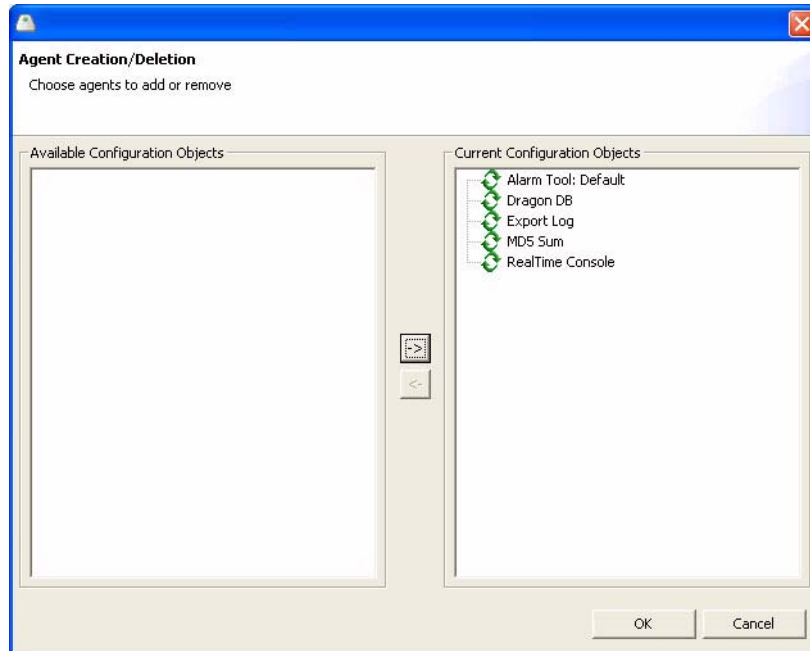 Agent Creation/Deletion
Choose agents to add or remove
Available Configuration Objects
Current Configuration Objects
Alarm Tool: Default
Dragon DB
Export Log
MD5 Sum
RealTime Console
->
<-
OK
Cancel